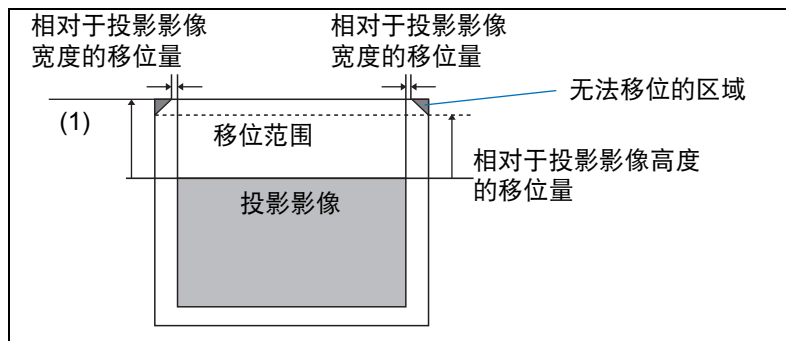 相对于投影影像
宽度的移位量
相对于投影影像
宽度的移位量
无法移位的区域
(1)
移位范围
相对于投影影像高度
的移位量
投影影像